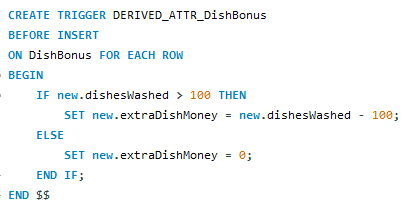 CREATE TRIGGER DERIVED_ATTR_DishBonus
BEFORE INSERT
ON DishBonus FOR EACH ROW
BEGIN
    IF new.dishesWashed > 100 THEN
        SET new.extraDishMoney = new.dishesWashed - 100;
    ELSE
        SET new.extraDishMoney = 0;
    END IF;
END $$